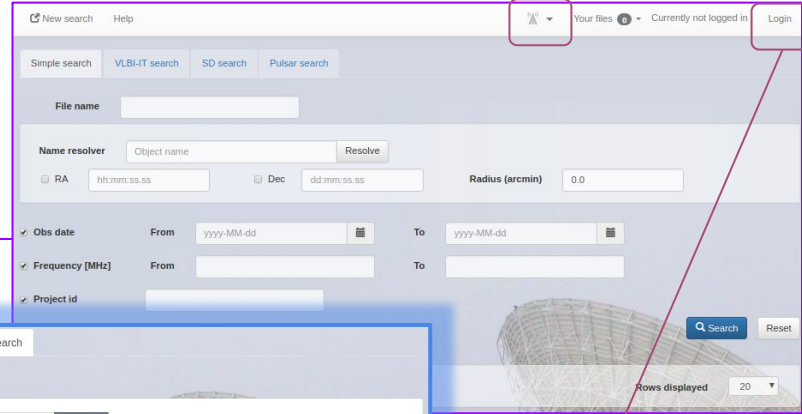 New search Help Your files 0 Currently not logged in Login
Simple search VLBI-IT search SD search Pulsar search
File name
Name resolver Object name Resolve
RA hh:mm:ss.ss Dec dd:mm:ss.ss Radius (arcmin) 0.0
Obs date From yyyy-MM-dd To yyyy-MM-dd
Frequency [MHz] From To
Project id
Search Reset
earch
Rows displayed 20